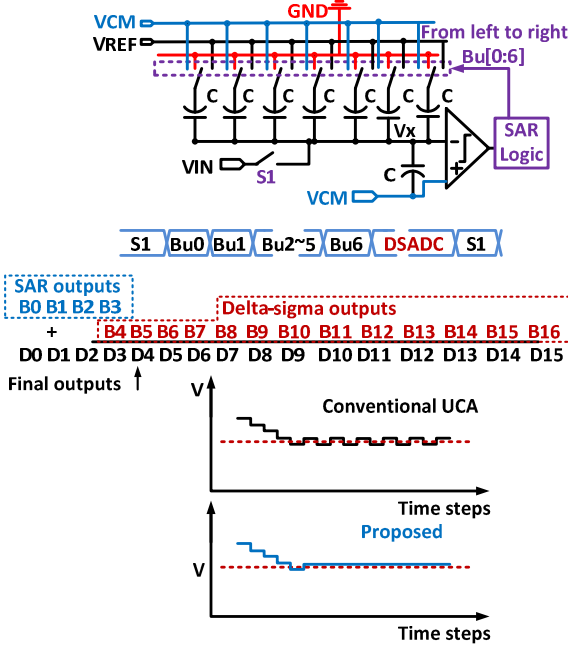 GND
VCM
VREF
From left to right
Bu[0:6]
C C C C C C C
Vx
VIN
S1
C
VCM
- +
SAR
Logic
S1 Bu0 Bu1 Bu2~5 Bu6 DSADC S1
SAR outputs
B0 B1 B2 B3
Delta-sigma outputs
+
B4 B5 B6 B7 B8 B9 B10 B11 B12 B13 B14 B15 B16
D0 D1 D2 D3 D4 D5 D6 D7 D8 D9 D10 D11 D12 D13 D14 D15
Final outputs
V
Conventional UCA
Time steps
Proposed
V
Time steps